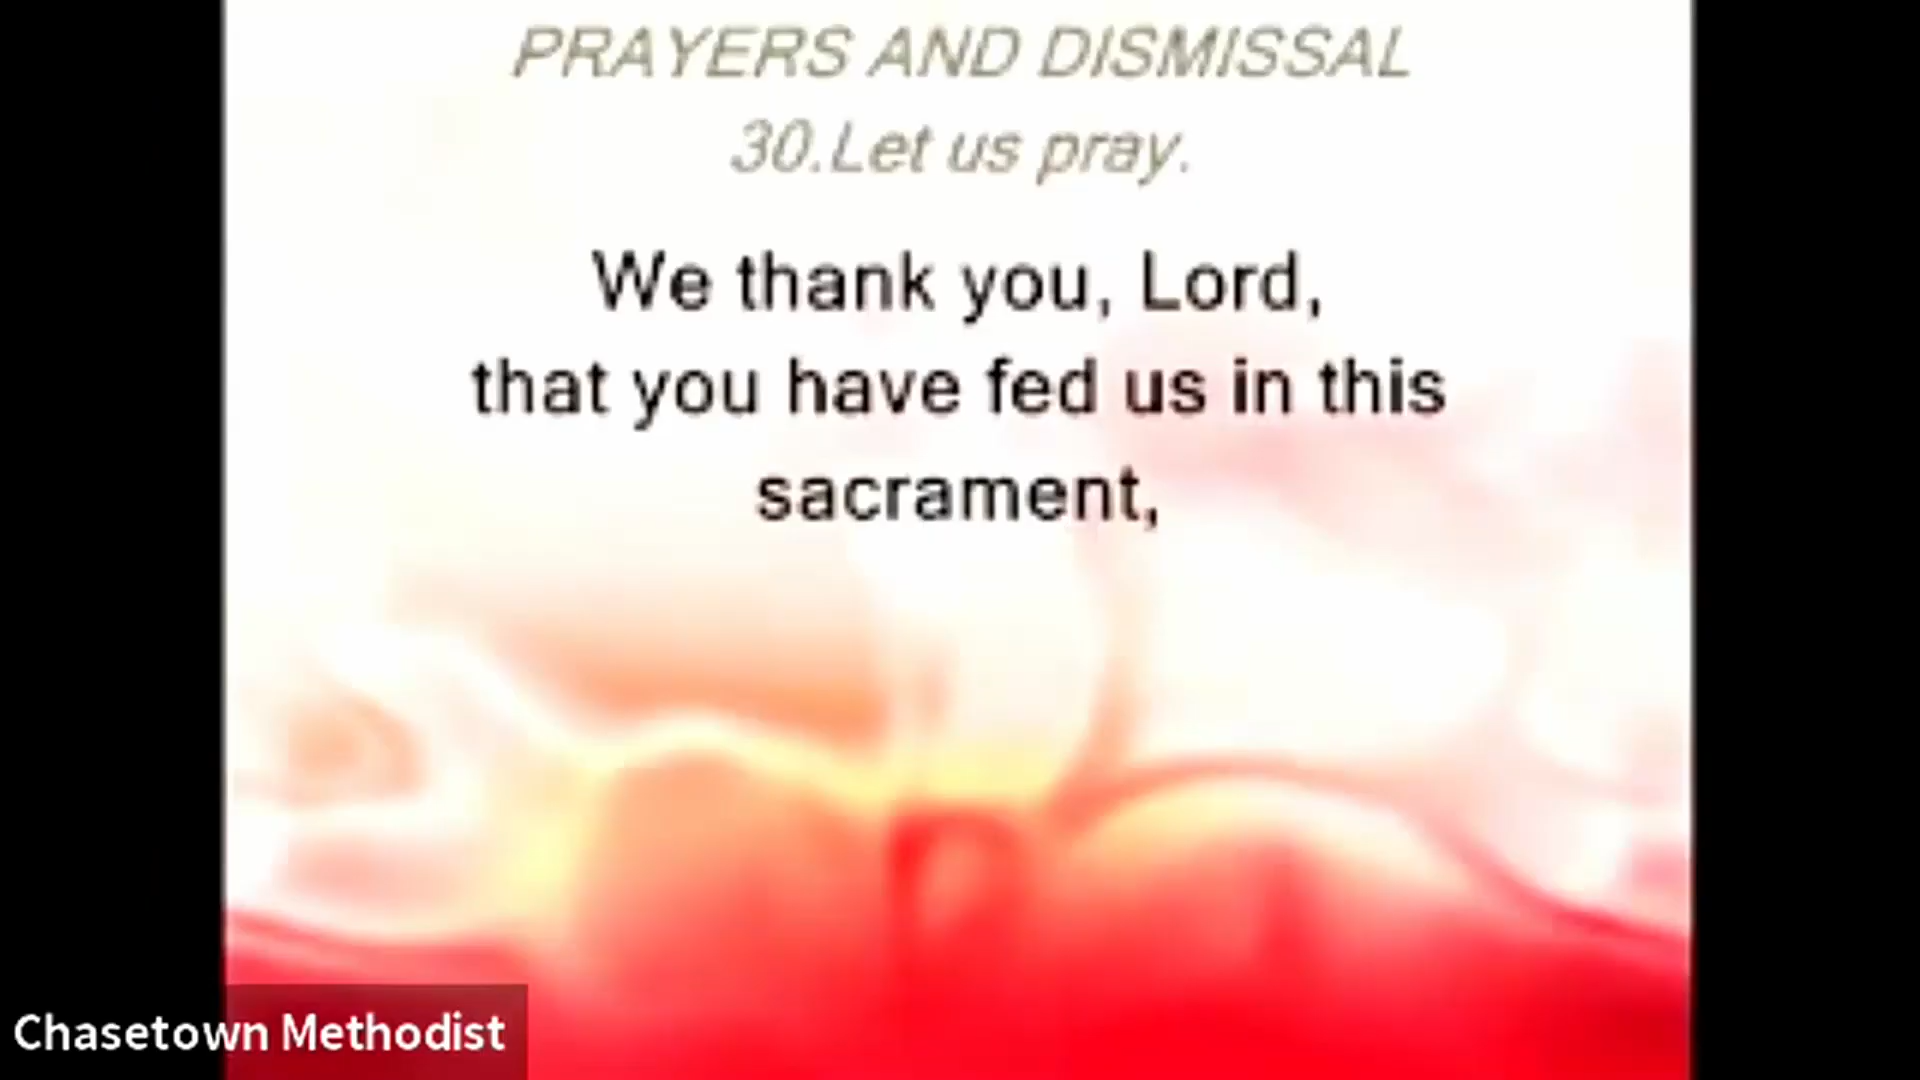 PRAYERS AND DISMISSAL
30.Let us pray.
We thank you, Lord,
that you have fed us in this
sacrament,
Chasetown Methodist